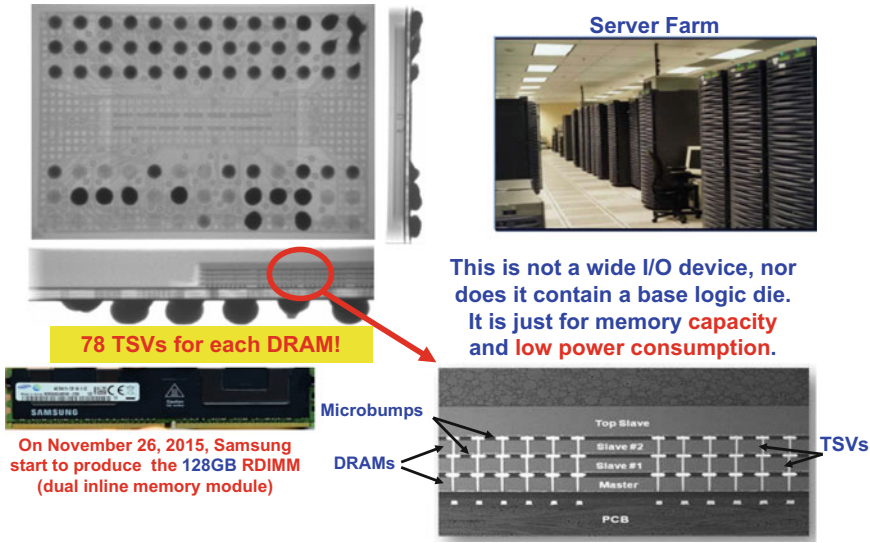 Server Farm
This is not a wide I/O device, nor
does it contain a base logic die.
It is just for memory capacity
and low power consumption.
78 TSVs for each DRAM!
SAMSUNG
On November 26, 2015, Samsung
start to produce the 128GB RDIMM
(dual inline memory module)
Microbumps
DRAMs
TSVs
Top Slave
Slave #2
Slave #1
Master
PCB